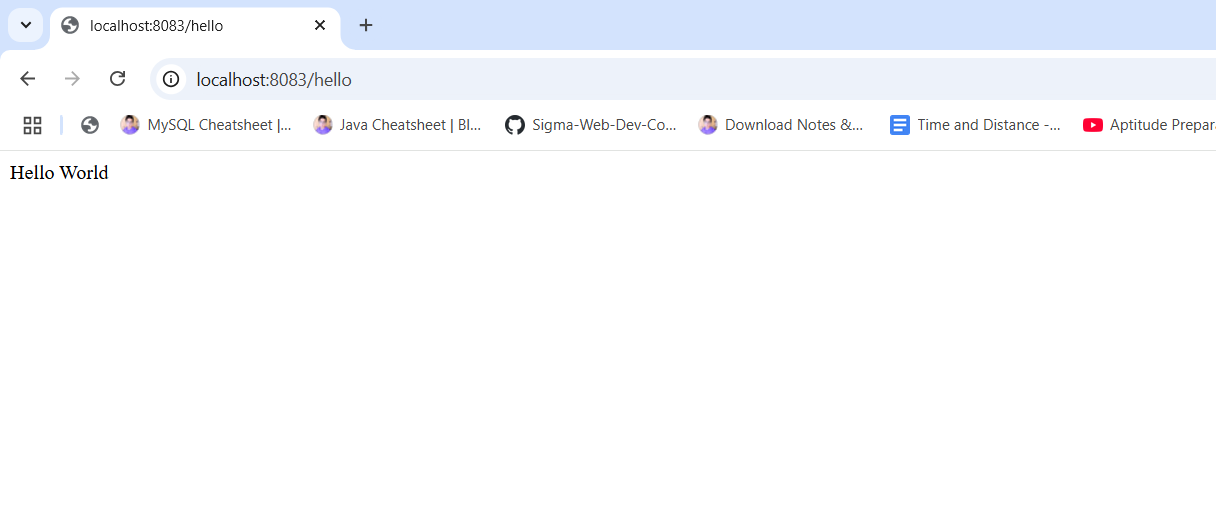 localhost:8083/hello
localhost:8083/hello
MySQL Cheatsheet |... Java Cheatsheet | Bl... Sigma-Web-Dev-Co... Download Notes &... Time and Distance -... Aptitude Prepar
Hello World